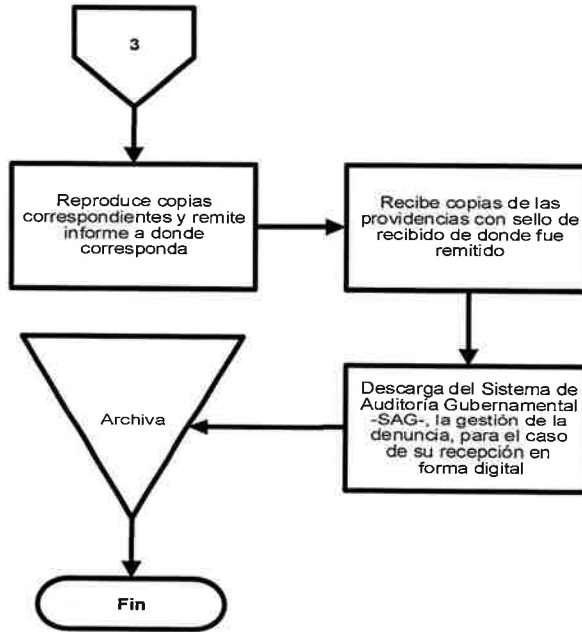 3
Reproduce copias
correspondientes y remite
informe a donde
corresponda
Recibe copias de las
providencias con sello de
recibido de donde fue
remitido
Descarga del Sistema de
Auditoría Gubernamental
-SAG-, la gestión de la
denuncia, para el caso
de su recepción en
forma digital
Archiva
Fin